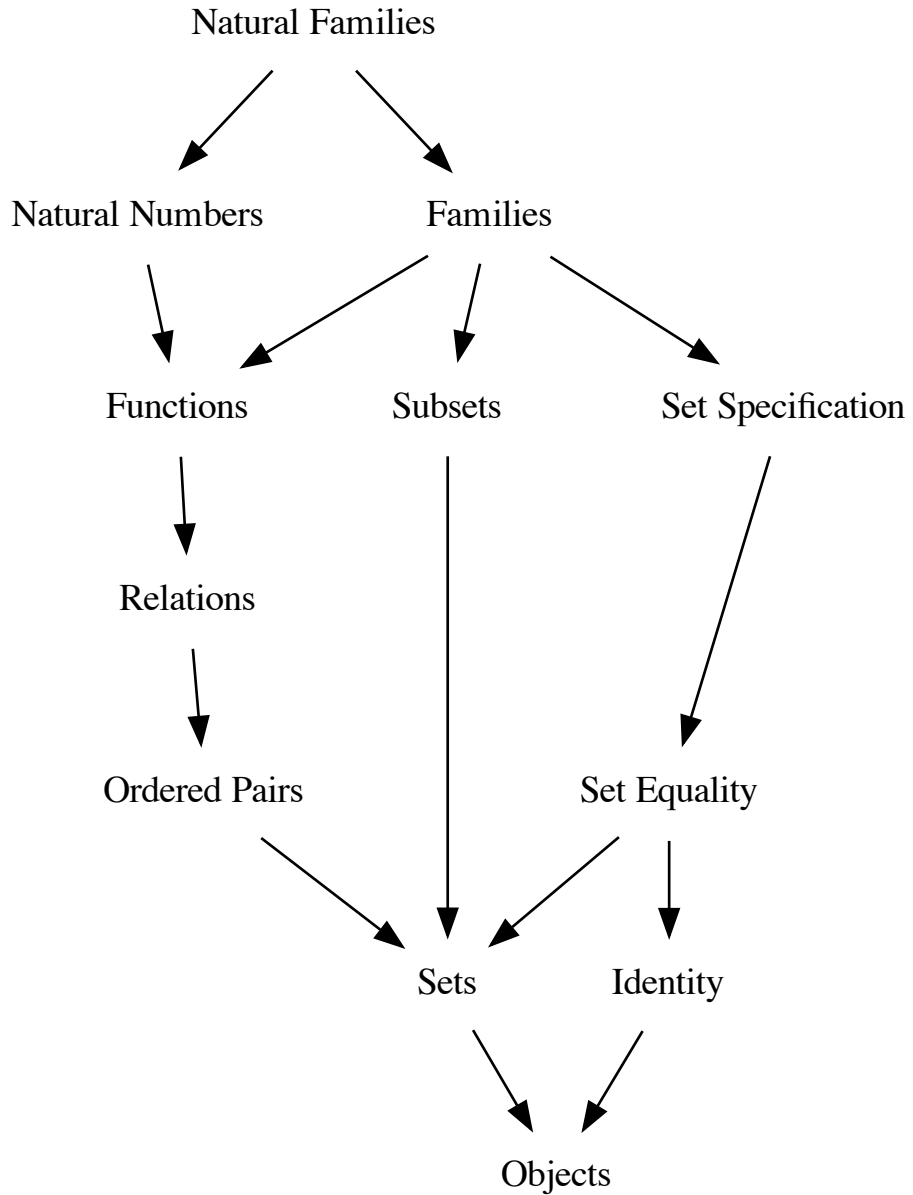 Natural Families
Natural Numbers
Families
Functions
Subsets
Set Specification
Relations
Ordered Pairs
Set Equality
Sets
Identity
Objects